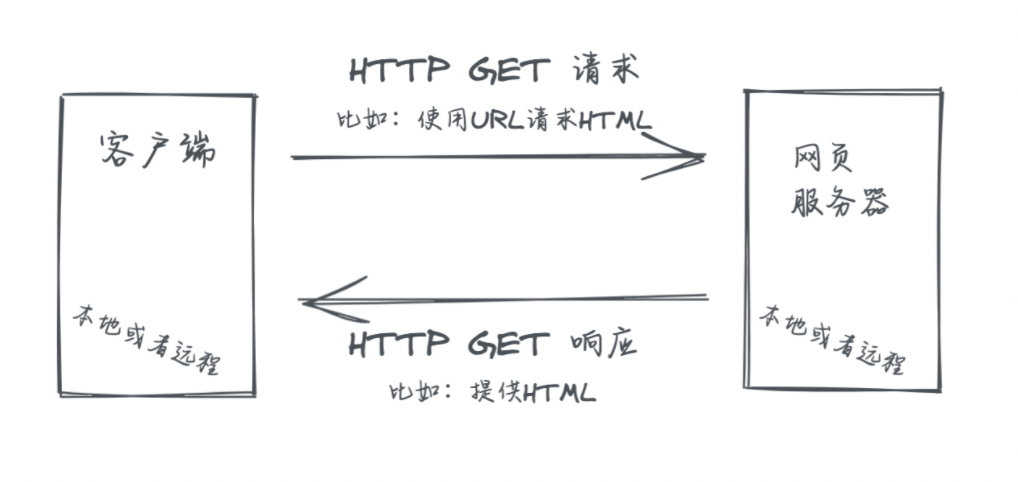 HTTP GET 请求
比如：使用URL请求HTML
客户端
网页
服务器
本地或者远程
本地或者远程
HTTP GET 响应
比如：提供HTML